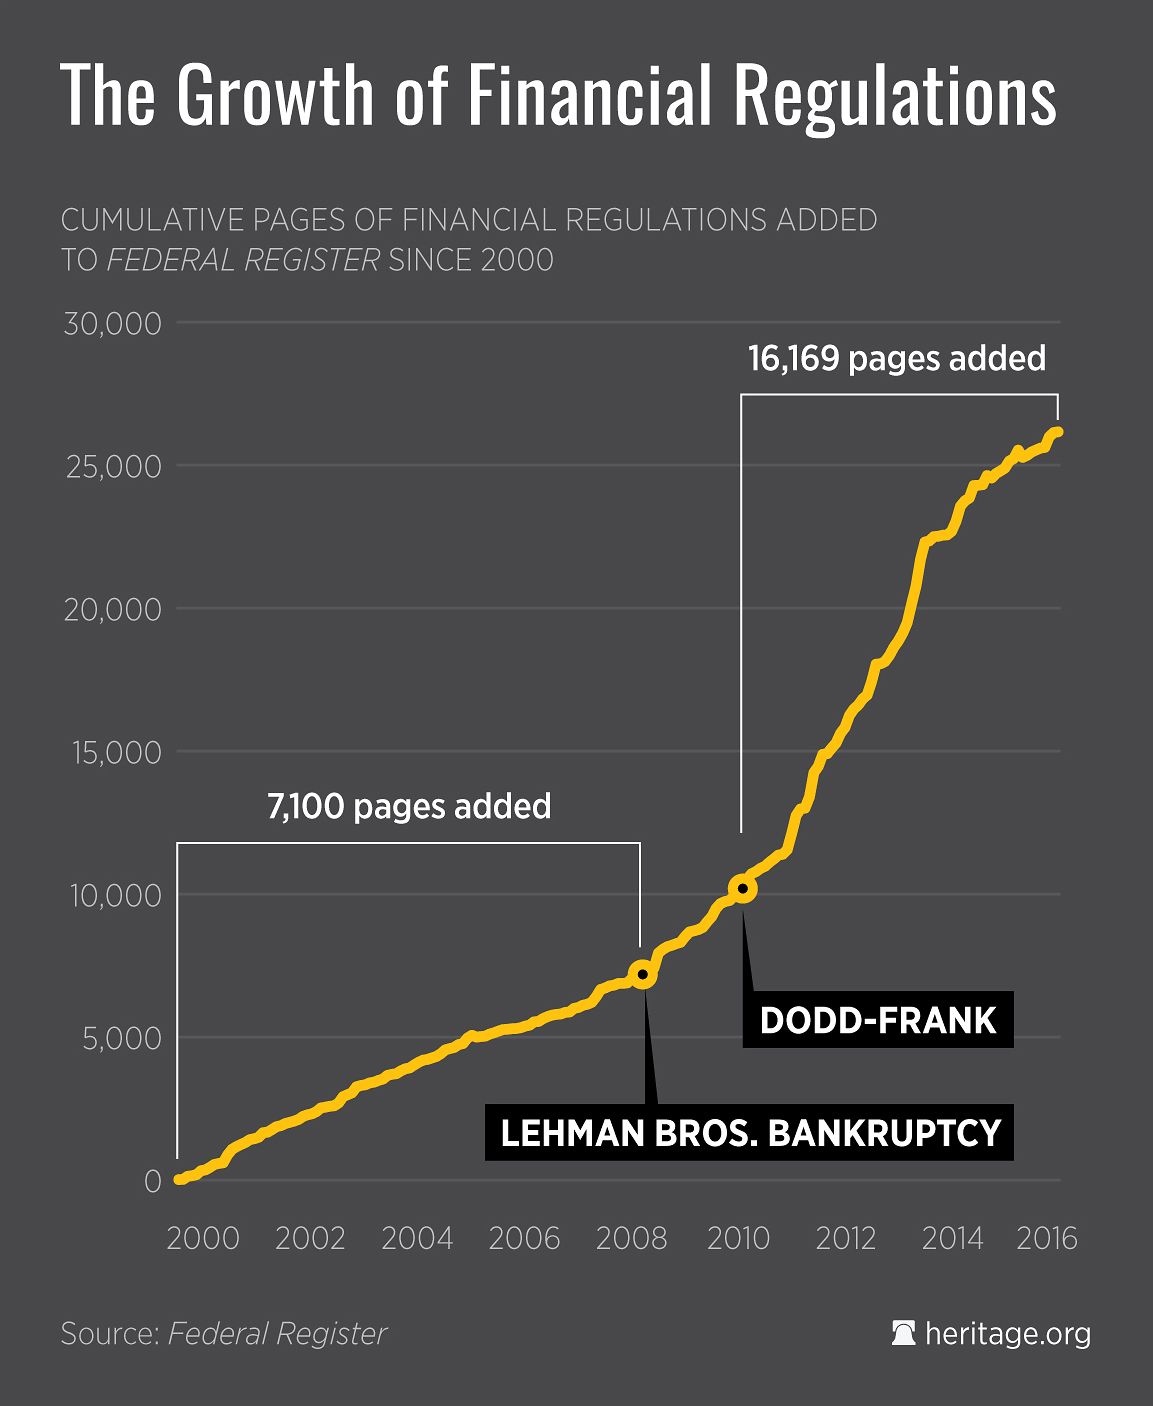 The Growth of Financial Regulations
CUMULATIVE PAGES OF FINANCIAL REGULATIONS ADDED
TO FEDERAL REGISTER SINCE 2000
30,000
16,169 pages added
25,000
20,000
15,000
7,100 pages added
10,000
DODD-FRANK
5,000
LEHMAN BROS. BANKRUPTCY
0
2000 2002 2004 2006 2008 2010 2012 2014 2016
Source: Federal Register
heritage.org